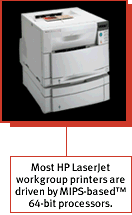 Most HP LaserJet
workgroup printers are
driven by MIPS-based™
64-bit processors.